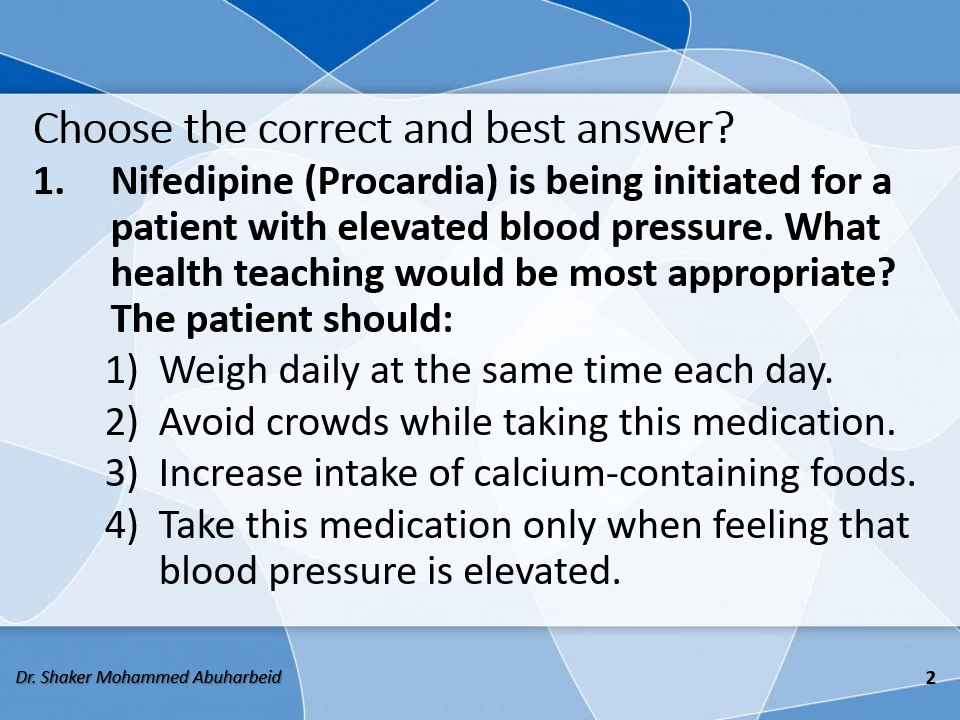 Choose the correct and best answer?
1. Nifedipine (Procardia) is being initiated for a
patient with elevated blood pressure. What
health teaching would be most appropriate?
The patient should:
1) Weigh daily at the same time each day.
2) Avoid crowds while taking this medication.
3) Increase intake of calcium-containing foods.
4) Take this medication only when feeling that
blood pressure is elevated.
Dr. Shaker Mohammed Abuharbeid
2